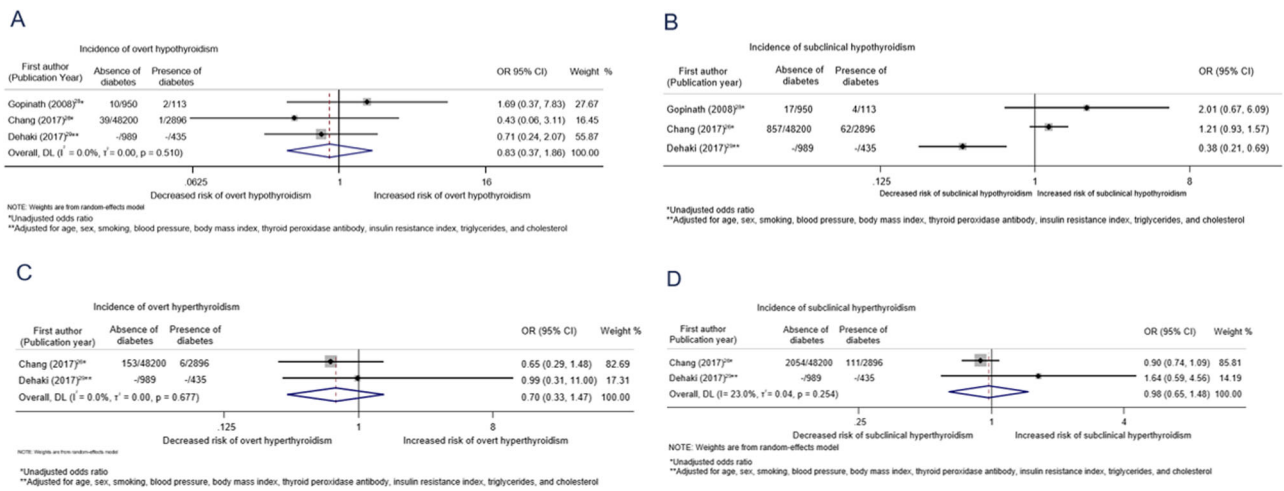 A
Incidence of overt hypothyroidism
First author Absence of Presence of OR 95% CI) Weight %
(Publication Year) diabetes diabetes
Gopinath (2008)²⁸* 10/950 2/113 1.69 (0.37, 7.83) 27.67
Chang (2017)²⁶* 39/48200 1/2896 0.43 (0.06, 3.11) 16.45
Dehaki (2017)²⁹** -/989 -/435 0.71 (0.24, 2.07) 55.87
Overall, DL (I² = 0.0%, τ² = 0.00, p = 0.510) 0.83 (0.37, 1.86) 100.00
.0625 1 16
Decreased risk of overt hypothyroidism Increased risk of overt hypothyroidism
NOTE: Weights are from random-effects model
*Unadjusted odds ratio
**Adjusted for age, sex, smoking, blood pressure, body mass index, thyroid peroxidase antibody, insulin resistance index, triglycerides, and cholesterol
B
Incidence of subclinical hypothyroidism
First author Absence of Presence of OR (95% CI)
(Publication Year) diabetes diabetes
Gopinath (2008)²⁸* 17/950 4/113 2.01 (0.67, 6.09)
Chang (2017)²⁶* 857/48200 62/2896 1.21 (0.93, 1.57)
Dehaki (2017)²⁹** -/989 -/435 0.38 (0.21, 0.69)
.125 1 8
Decreased risk of subclinical hypothyroidism Increased risk of subclinical hypothyroidism
*Unadjusted odds ratio
**Adjusted for age, sex, smoking, blood pressure, body mass index, thyroid peroxidase antibody, insulin resistance index, triglycerides, and cholesterol
C
Incidence of overt hyperthyroidism
First author Absence of Presence of OR (95% CI) Weight %
(Publication year) diabetes diabetes
Chang (2017)²⁶* 153/48200 6/2896 0.65 (0.29, 1.48) 82.69
Dehaki (2017)²⁹** -/989 -/435 0.99 (0.31, 11.00) 17.31
Overall, DL (I² = 0.0%, τ² = 0.00, p = 0.677) 0.70 (0.33, 1.47) 100.00
.125 1 8
Decreased risk of overt hyperthyroidism Increased risk of overt hyperthyroidism
NOTE: Weights are from random-effects model
*Unadjusted odds ratio
**Adjusted for age, sex, smoking, blood pressure, body mass index, thyroid peroxidase antibody, insulin resistance index, triglycerides, and cholesterol
D
Incidence of subclinical hyperthyroidism
First author Absence of Presence of OR (95% CI) Weight %
(Publication year) diabetes diabetes
Chang (2017)²⁶* 2054/48200 111/2896 0.90 (0.74, 1.09) 85.81
Dehaki (2017)²⁹** -/989 -/435 1.64 (0.59, 4.56) 14.19
Overall, DL (I= 23.0%, τ² = 0.04, p = 0.254) 0.98 (0.65, 1.48) 100.00
.25 1 4
Decreased risk of subclinical hyperthyroidism Increased risk of subclinical hyperthyroidism
NOTE: Weights are from random-effects model
*Unadjusted odds ratio
**Adjusted for age, sex, smoking, blood pressure, body mass index, thyroid peroxidase antibody, insulin resistance index, triglycerides, and cholesterol